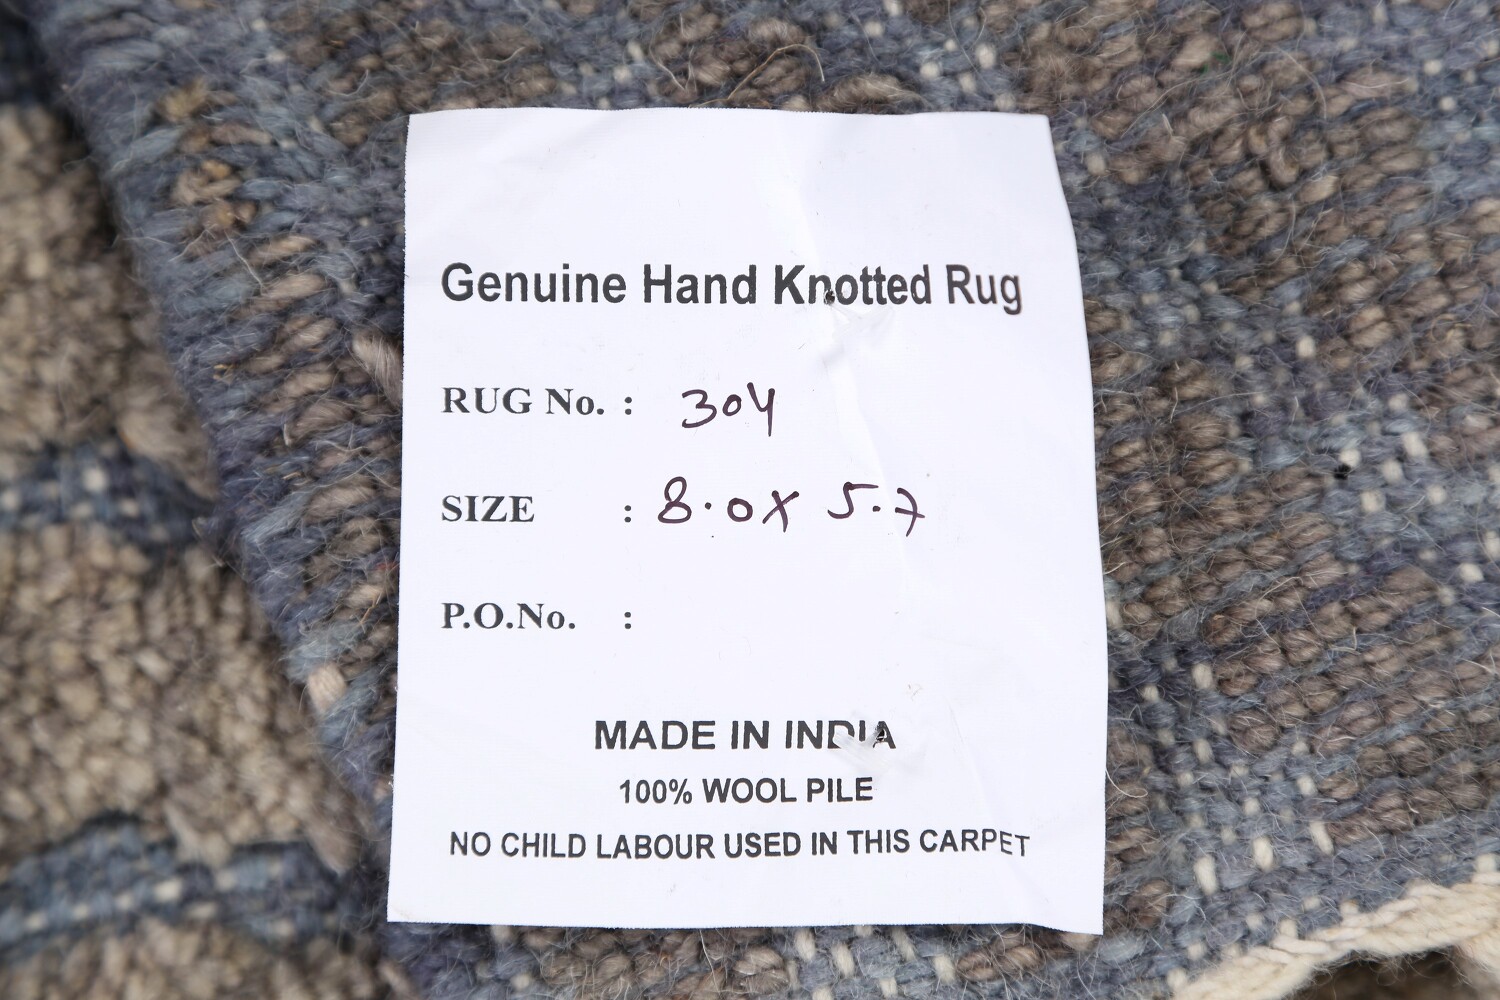 Genuine Hand Knotted Rug
RUG No. : 304
SIZE : 8.0 x 5.7
P.O.No. :
MADE IN INDIA
100% WOOL PILE
NO CHILD LABOUR USED IN THIS CARPET